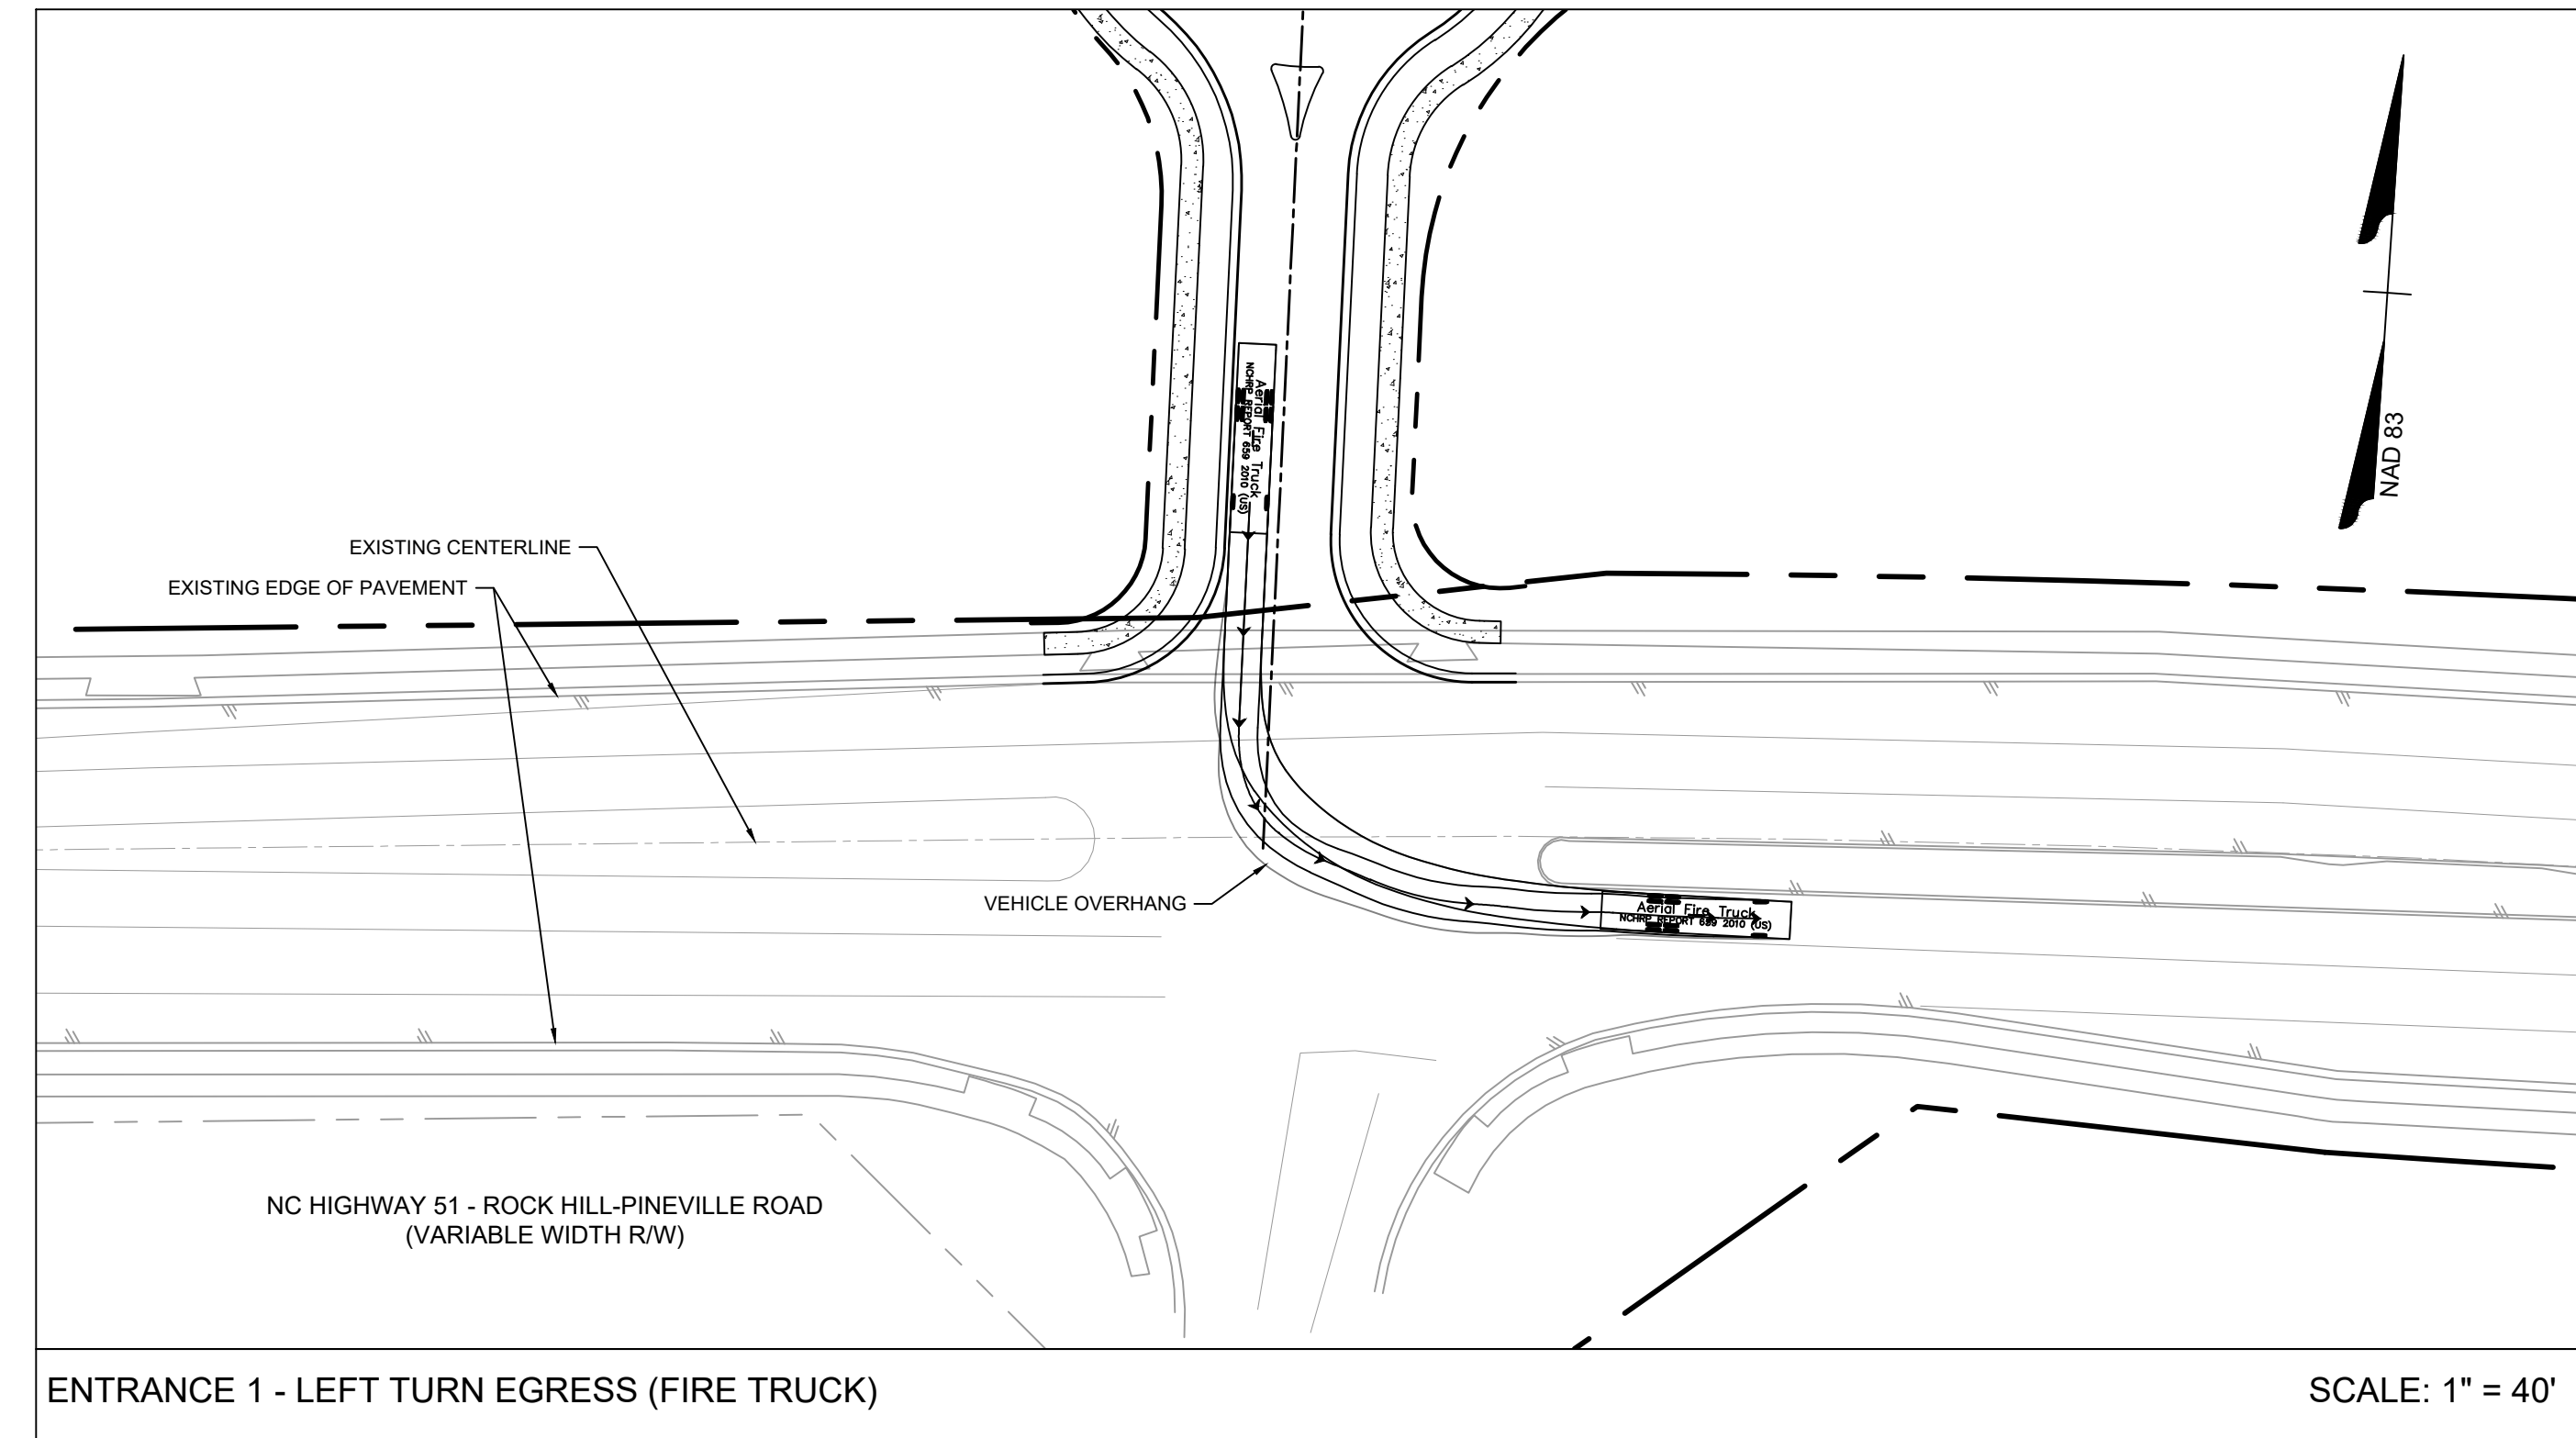 NAD 83
Aerial Fire Truck
NCHRP REPORT 659 2010 (US)
EXISTING CENTERLINE
EXISTING EDGE OF PAVEMENT
VEHICLE OVERHANG
Aerial Fire Truck
NCHRP REPORT 659 2010 (US)
NC HIGHWAY 51 - ROCK HILL-PINEVILLE ROAD
(VARIABLE WIDTH R/W)
ENTRANCE 1 - LEFT TURN EGRESS (FIRE TRUCK)
SCALE: 1" = 40'